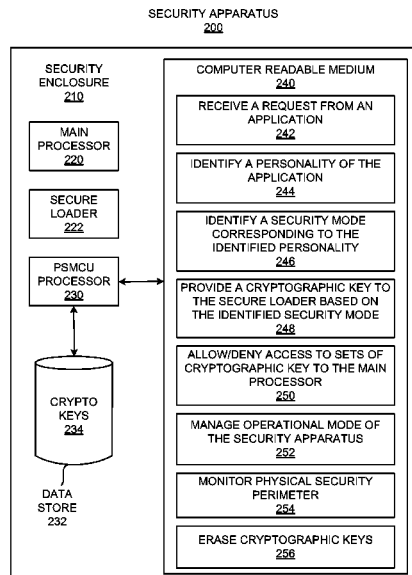 SECURITY APPARATUS
200
SECURITY
ENCLOSURE
210
MAIN
PROCESSOR
220
SECURE
LOADER
222
PSMCU
PROCESSOR
230
CRYPTO
KEYS
234
DATA
STORE
232
COMPUTER READABLE MEDIUM
240
RECEIVE A REQUEST FROM AN
APPLICATION
242
IDENTIFY A PERSONALITY OF THE
APPLICATION
244
IDENTIFY A SECURITY MODE
CORRESPONDING TO THE
IDENTIFIED PERSONALITY
246
PROVIDE A CRYPTOGRAPHIC KEY TO
THE SECURE LOADER BASED ON
THE IDENTIFIED SECURITY MODE
248
ALLOW/DENY ACCESS TO SETS OF
CRYPTOGRAPHIC KEY TO THE MAIN
PROCESSOR
250
MANAGE OPERATIONAL MODE OF
THE SECURITY APPARATUS
252
MONITOR PHYSICAL SECURITY
PERIMETER
254
ERASE CRYPTOGRAPHIC KEYS
256